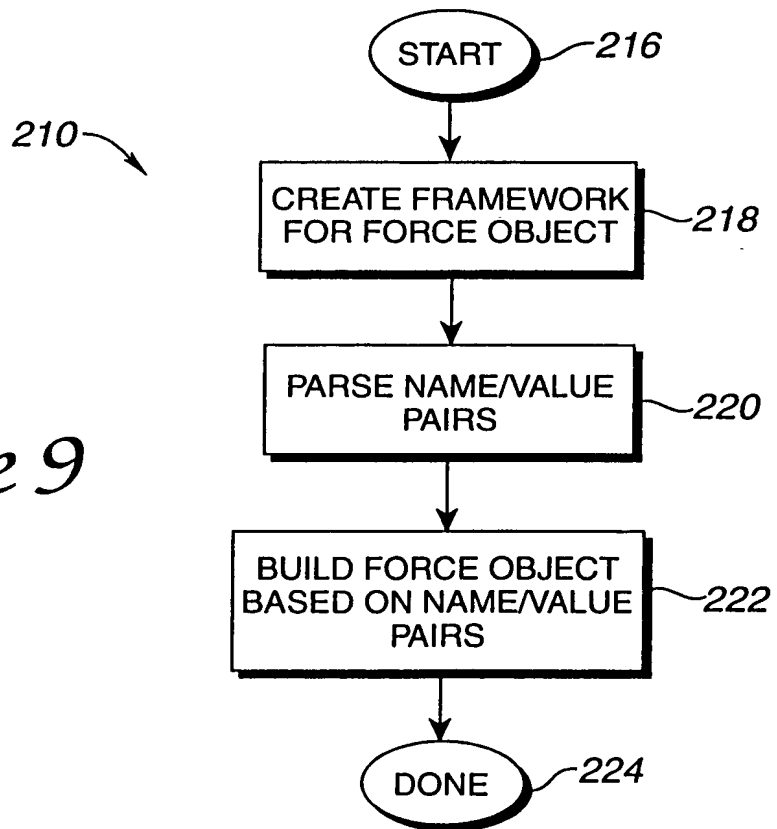 START
216
210
CREATE FRAMEWORK
FOR FORCE OBJECT
218
PARSE NAME/VALUE
PAIRS
220
e 9
BUILD FORCE OBJECT
BASED ON NAME/VALUE
PAIRS
222
DONE
224